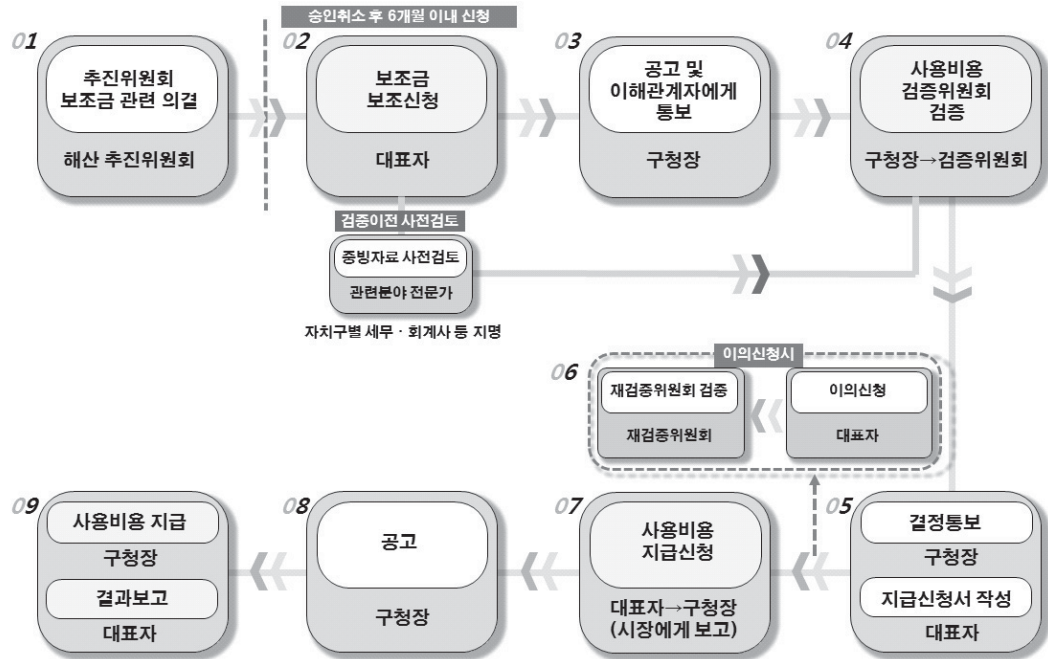 승인취소 후 6개월 이내 신청
01
추진위원회
보조금 관련 의결
해산 추진위원회
02
보조금
보조신청
대표자
03
공고 및
이해관계자에게
통보
구청장
04
사용비용
검증위원회
검증
구청장→검증위원회
검중이전 사전검토
증빙자료 사전검토
관련분야 전문가
자치구별 세무 · 회계사 등 지명
이의신청시
06
재검중위원회 검중
재검중위원회
이의신청
대표자
09
사용비용 지급
구청장
결과보고
대표자
08
공고
구청장
07
사용비용
지급신청
대표자→구청장
(시장에게 보고)
05
결정통보
구청장
지급신청서 작성
대표자